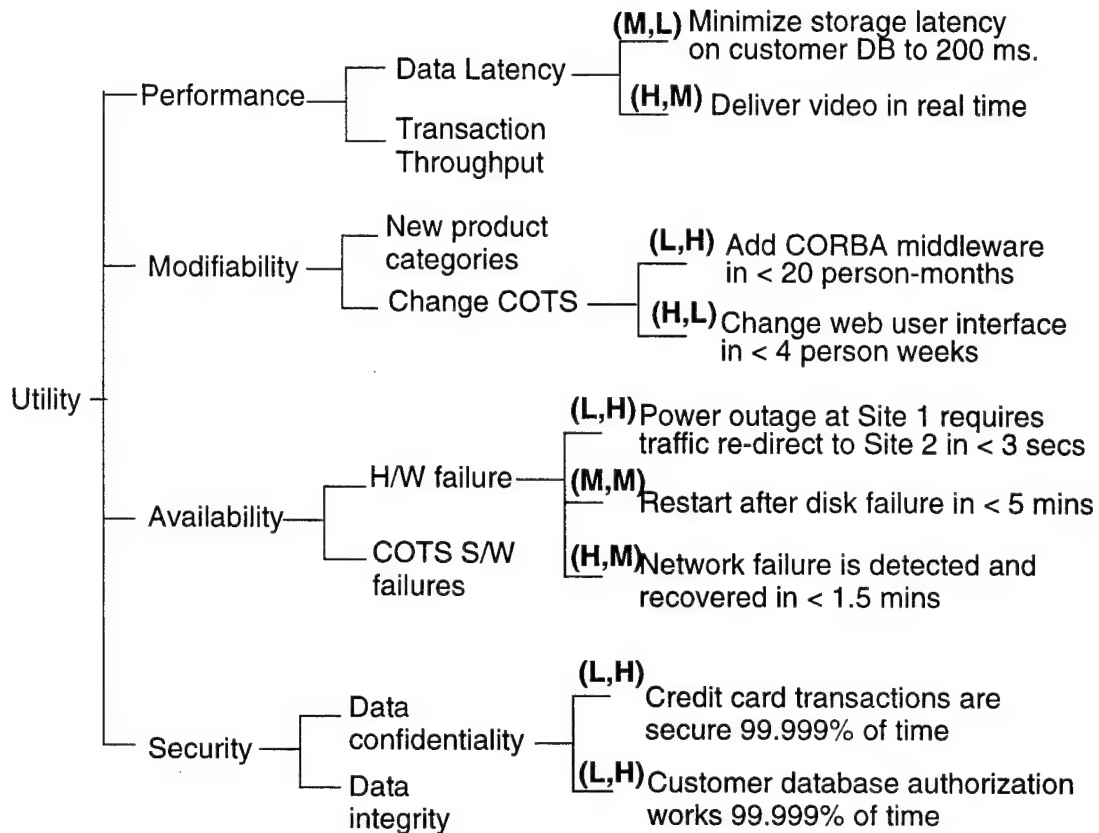 (M,L) Minimize storage latency
on customer DB to 200 ms.
Data Latency
Performance
(H,M) Deliver video in real time
Transaction
Throughput
New product
categories
(L,H) Add CORBA middleware
in < 20 person-months
Modifiability
Change COTS
(H,L) Change web user interface
in < 4 person weeks
Utility
(L,H) Power outage at Site 1 requires
traffic re-direct to Site 2 in < 3 secs
H/W failure
(M,M)
Restart after disk failure in < 5 mins
Availability
COTS S/W
failures
(H,M) Network failure is detected and
recovered in < 1.5 mins
(L,H)
Credit card transactions are
secure 99.999% of time
Data
confidentiality
Security
(L,H) Customer database authorization
works 99.999% of time
Data
integrity